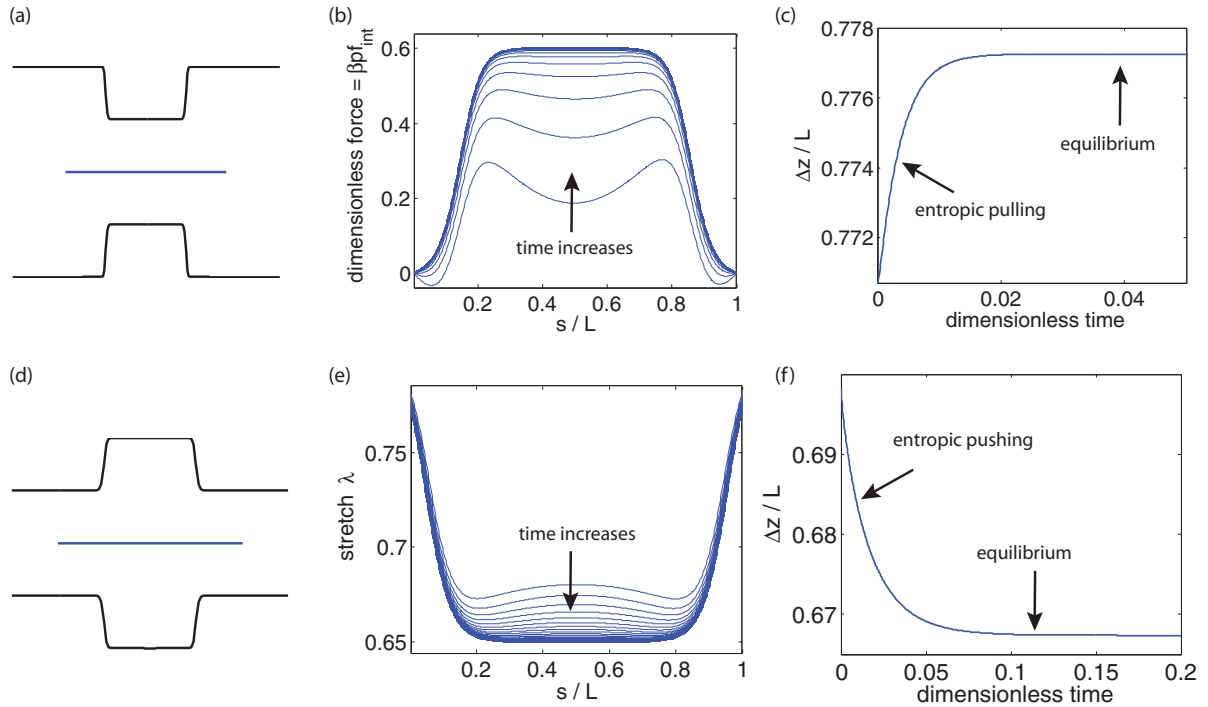 (a)
(b)
dimensionless force = βpf_int
0.6
0.4
0.2
0
time increases
0.2
0.4
0.6
0.8
1
s / L
(c)
Δz / L
0.778
0.776
0.774
0.772
equilibrium
entropic pulling
0
0.02
0.04
dimensionless time
(d)
(e)
stretch λ
0.75
0.7
0.65
time increases
0.2
0.4
0.6
0.8
1
s / L
(f)
Δz / L
0.69
0.68
0.67
entropic pushing
equilibrium
0
0.05
0.1
0.15
0.2
dimensionless time